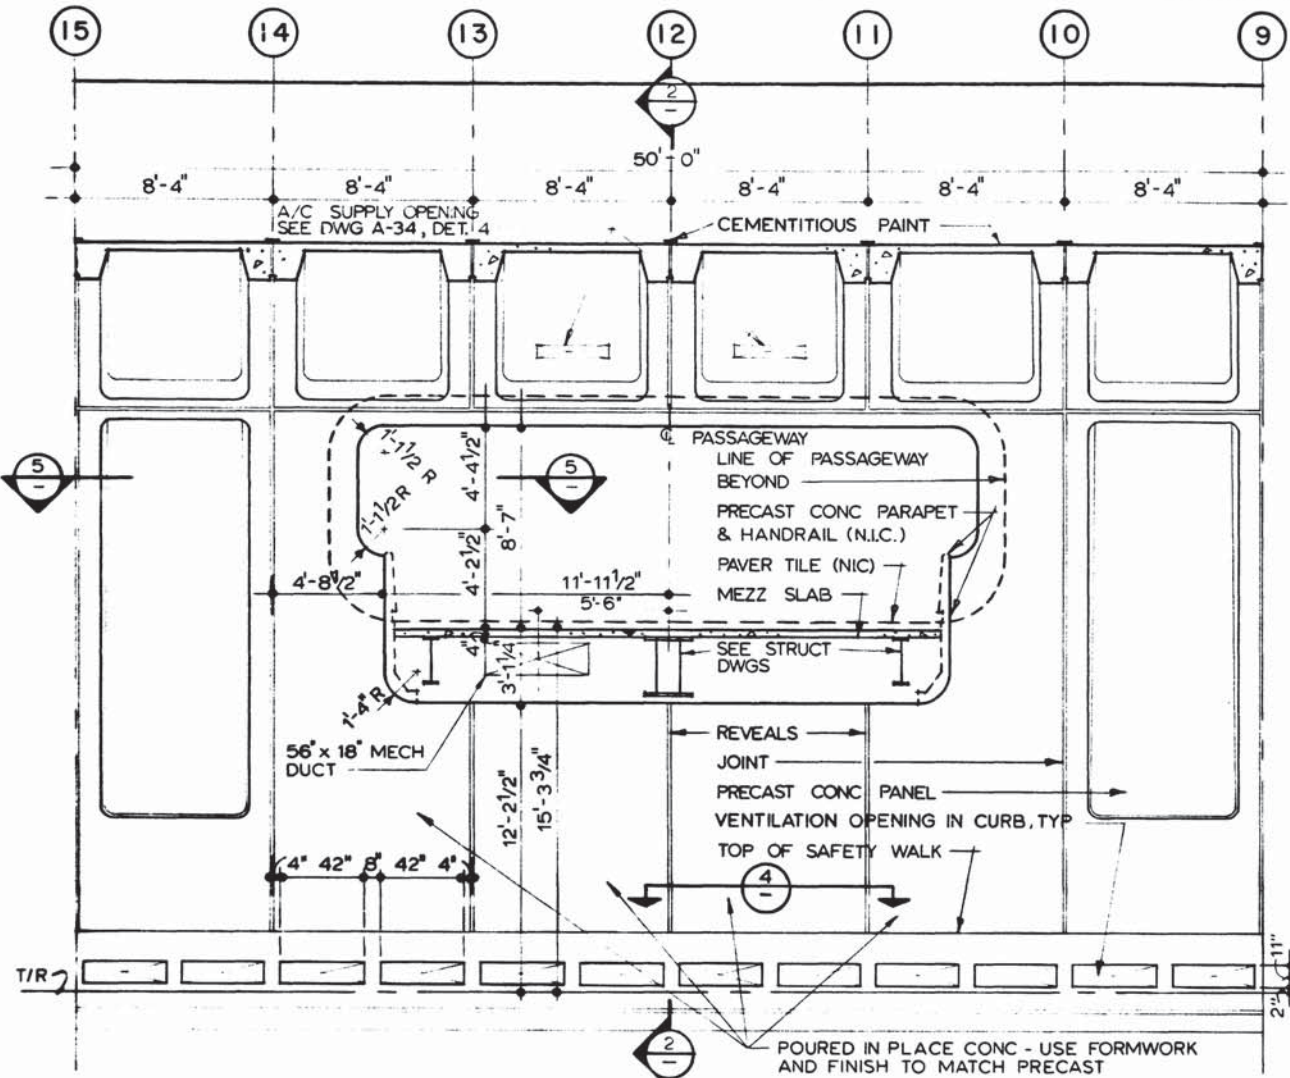 15 14 13 12 11 10 9
2
-
50'-0"
8'-4" 8'-4" 8'-4" 8'-4" 8'-4" 8'-4"
A/C SUPPLY OPENING
SEE DWG A-34, DET. 4
CEMENTITIOUS PAINT
℄ PASSAGEWAY
LINE OF PASSAGEWAY
BEYOND
5
-
5
-
1'-1 1/2 R
1'-1 1/2 R
4'-4 1/2"
4'-2 1/2"
8'-7"
PRECAST CONC PARAPET
& HANDRAIL (N.I.C.)
PAVER TILE (NIC)
4'-8 1/2"
11'-11 1/2"
5'-6"
MEZZ SLAB
4"
3'-1 1/4
SEE STRUCT
DWGS
1'-4" R
56" x 18" MECH
DUCT
REVEALS
JOINT
PRECAST CONC PANEL
VENTILATION OPENING IN CURB, TYP
TOP OF SAFETY WALK
12'-2 1/2"
15'-3 3/4"
4" 42" 8" 42" 4"
4
-
T/R
11"
2"
2
-
POURED IN PLACE CONC - USE FORMWORK
AND FINISH TO MATCH PRECAST